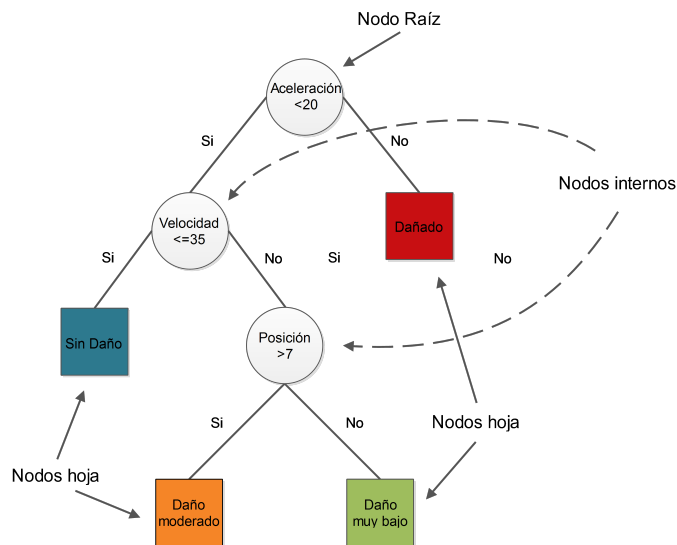 Nodo Raíz
Aceleración
<20
Si
No
Nodos internos
Velocidad
<=35
Dañado
Si
No
Si
No
Sin Daño
Posición
>7
Si
No
Nodos hoja
Nodos hoja
Daño
moderado
Daño
muy bajo